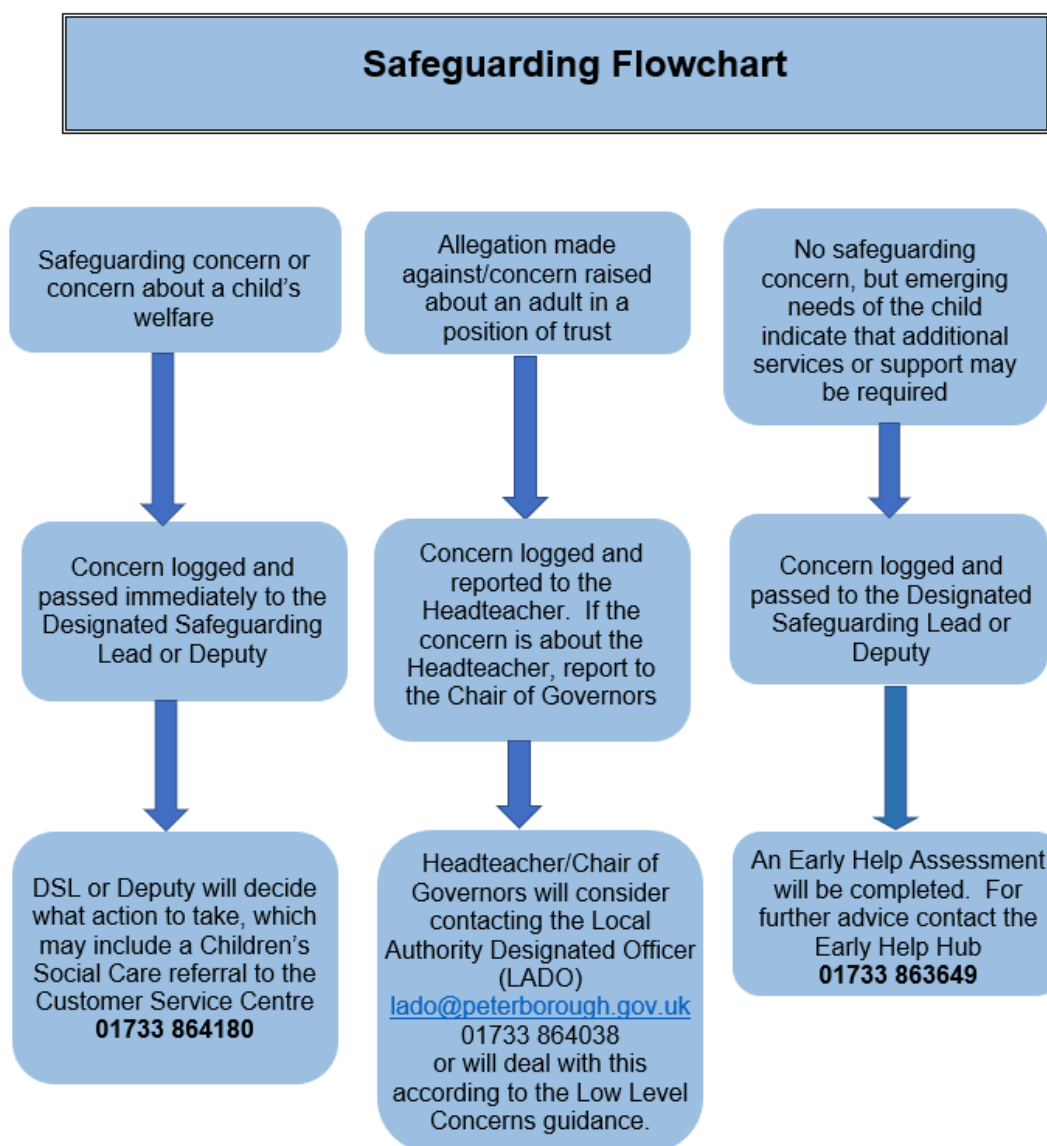 Safeguarding Flowchart
Safeguarding concern or
concern about a child’s
welfare
Concern logged and
passed immediately to the
Designated Safeguarding
Lead or Deputy
DSL or Deputy will decide
what action to take, which
may include a Children’s
Social Care referral to the
Customer Service Centre
01733 864180
Allegation made
against/concern raised
about an adult in a
position of trust
Concern logged and
reported to the
Headteacher.  If the
concern is about the
Headteacher, report to
the Chair of Governors
Headteacher/Chair of
Governors will consider
contacting the Local
Authority Designated Officer
(LADO)
lado@peterborough.gov.uk
01733 864038
or will deal with this
according to the Low Level
Concerns guidance.
No safeguarding
concern, but emerging
needs of the child
indicate that additional
services or support may
be required
Concern logged and
passed to the Designated
Safeguarding Lead or
Deputy
An Early Help Assessment
will be completed.  For
further advice contact the
Early Help Hub
01733 863649